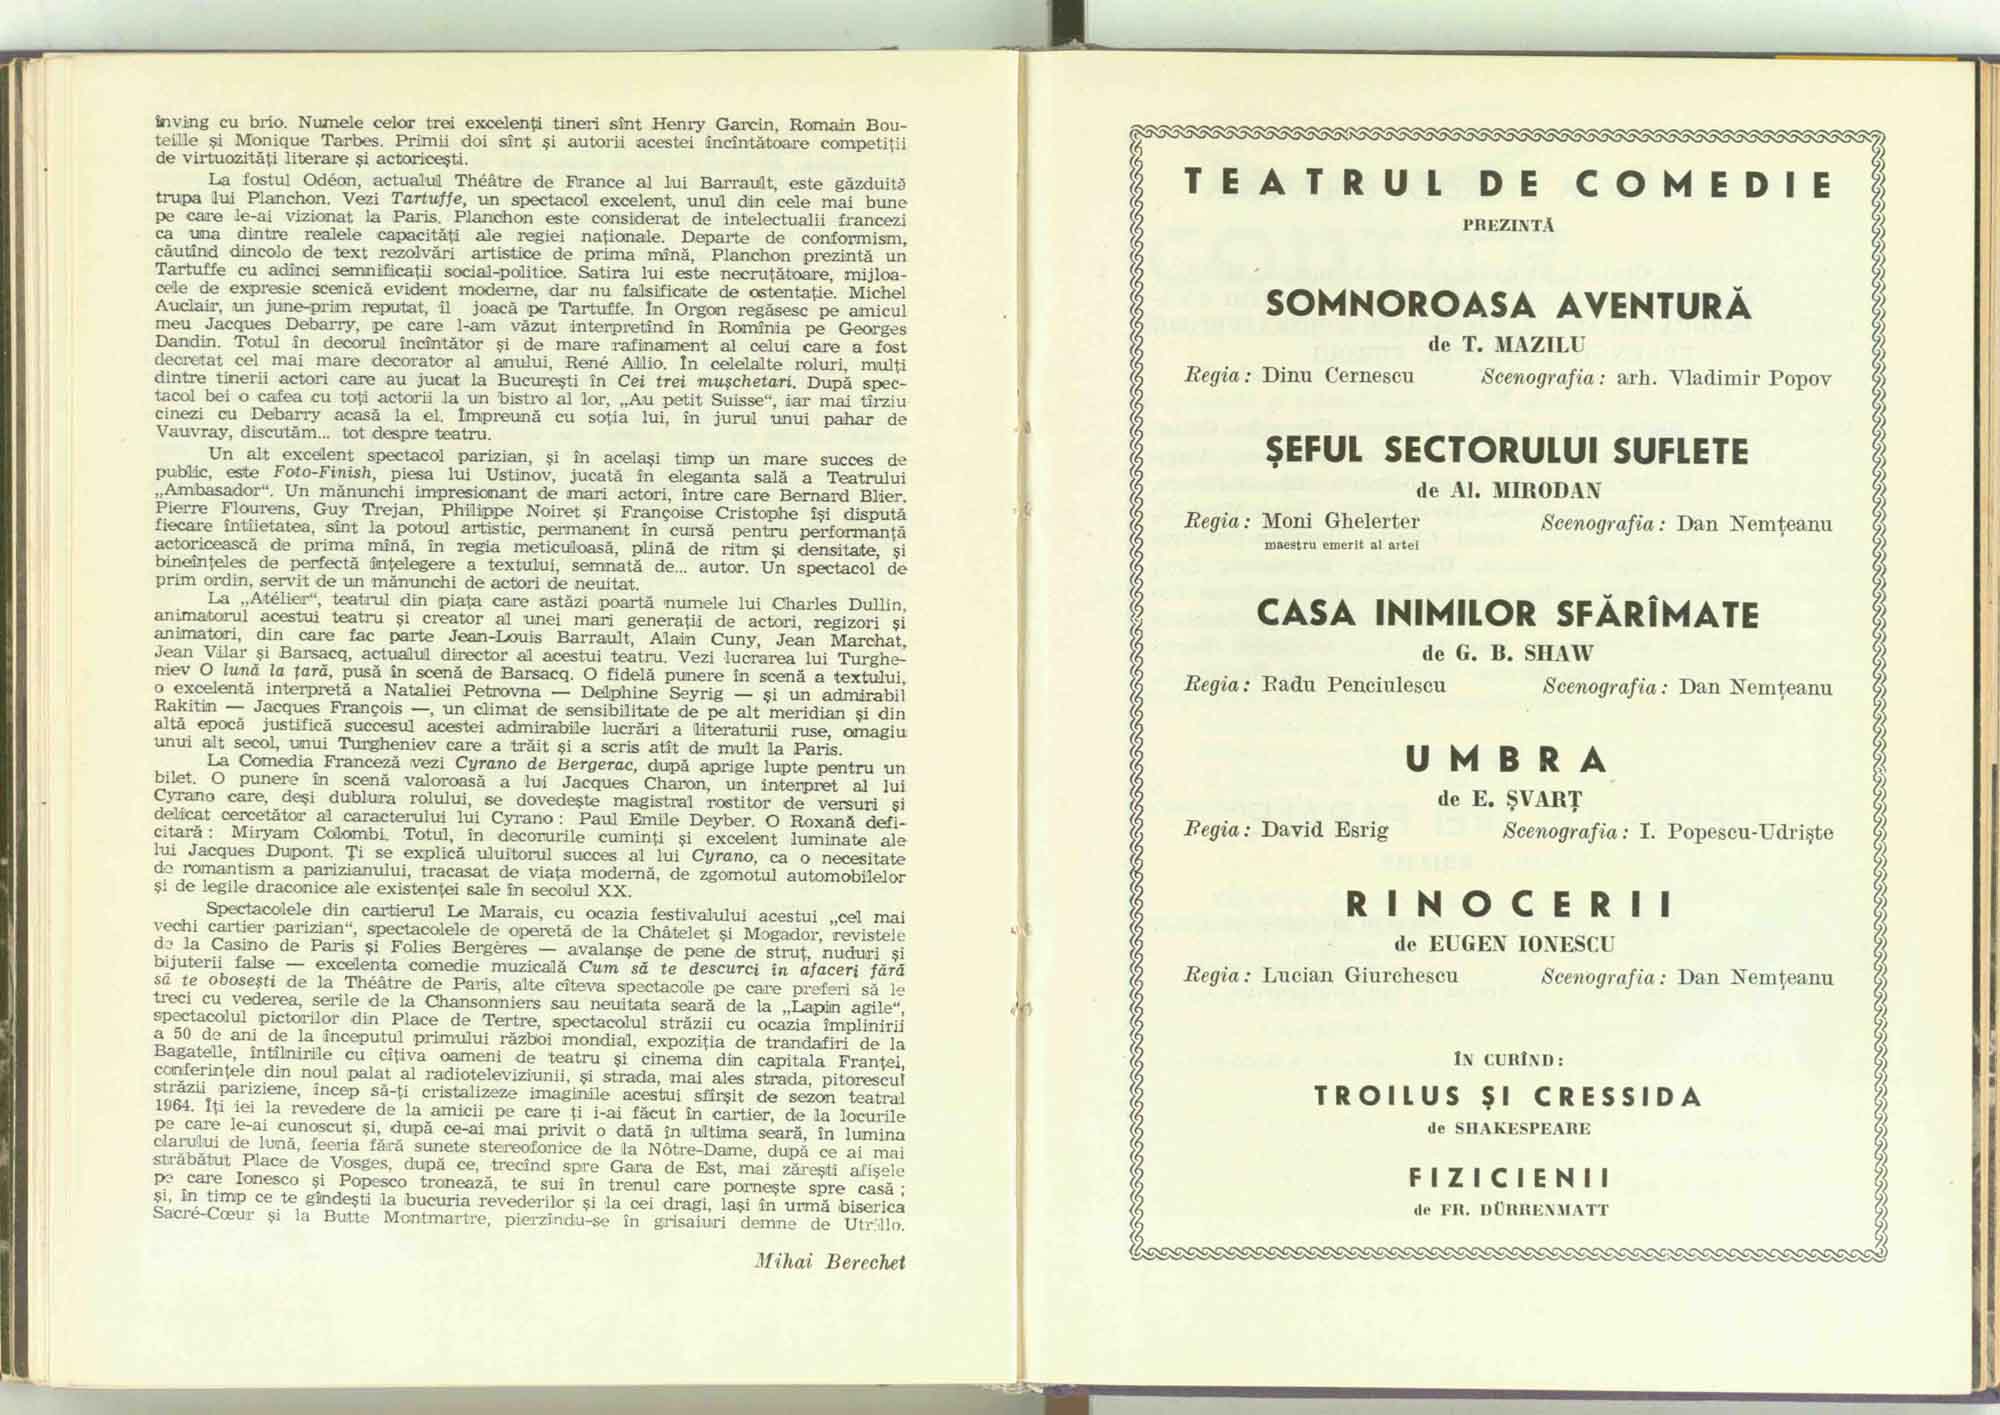 înving cu brio. Numele celor trei excelenți tineri sînt Henry Garcin, Romain Bou-
teille și Monique Tarbes. Primii doi sînt și autorii acestei încîntătoare competiții
de virtuozități literare și actoricești.
La fostul Odéon, actualul Théâtre de France al lui Barrault, este găzduită
trupa lui Planchon. Vezi Tartuffe, un spectacol excelent, unul din cele mai bune
pe care le-ai vizionat la Paris. Planchon este considerat de intelectualii francezi
ca una dintre realele capacități ale regiei naționale. Departe de conformism,
căutînd dincolo de text rezolvări artistice de prima mînă, Planchon prezintă un
Tartuffe cu adînci semnificații social-politice. Satira lui este necruțătoare, mijloa-
cele de expresie scenică evident moderne, dar nu falsificate de ostentație. Michel
Auclair, un june-prim reputat, îl joacă pe Tartuffe. În Orgon regăsesc pe amicul
meu Jacques Debarry, pe care l-am văzut interpretînd în Romînia pe Georges
Dandin. Totul în decorul încîntător și de mare rafinament al celui care a fost
decretat cel mai mare decorator al anului, René Allio. În celelalte roluri, mulți
dintre tinerii actori care au jucat la București în Cei trei mușchetari. După spec-
tacol bei o cafea cu toți actorii la un bistro al lor, „Au petit Suisse“, iar mai tîrziu
cinezi cu Debarry acasă la el. Împreună cu soția lui, în jurul unui pahar de
Vauvray, discutăm... tot despre teatru.
Un alt excelent spectacol parizian, și în același timp un mare succes de
public, este Foto-Finish, piesa lui Ustinov, jucată în eleganta sală a Teatrului
„Ambasador“. Un mănunchi impresionant de mari actori, între care Bernard Blier,
Pierre Flourens, Guy Trejan, Philippe Noiret și Françoise Cristophe își dispută
fiecare întîietatea, sînt la potoul artistic, permanent în cursă pentru performanță
actoricească de prima mînă, în regia meticuloasă, plină de ritm și densitate, și
bineînțeles de perfectă înțelegere a textului, semnată de... autor. Un spectacol de
prim ordin, servit de un mănunchi de actori de neuitat.
La „Atélier“, teatrul din piața care astăzi poartă numele lui Charles Dullin,
animatorul acestui teatru și creator al unei mari generații de actori, regizori și
animatori, din care fac parte Jean-Louis Barrault, Alain Cuny, Jean Marchat,
Jean Vilar și Barsacq, actualul director al acestui teatru. Vezi lucrarea lui Turghe-
niev O lună la țară, pusă în scenă de Barsacq. O fidelă punere în scenă a textului,
o excelentă interpretă a Nataliei Petrovna — Delphine Seyrig — și un admirabil
Rakitin — Jacques François —, un climat de sensibilitate de pe alt meridian și din
altă epocă justifică succesul acestei admirabile lucrări a literaturii ruse, omagiu
unui alt secol, unui Turgheniev care a trăit și a scris atît de mult la Paris.
La Comedia Franceză vezi Cyrano de Bergerac, după aprige lupte pentru un
bilet. O punere în scenă valoroasă a lui Jacques Charon, un interpret al lui
Cyrano care, deși dublura rolului, se dovedește magistral rostitor de versuri și
delicat cercetător al caracterului lui Cyrano : Paul Emile Deyber. O Roxană defi-
citară : Miryam Colombi. Totul, în decorurile cuminți și excelent luminate ale
lui Jacques Dupont. Ți se explică uluitorul succes al lui Cyrano, ca o necesitate
de romantism a parizianului, tracasat de viața modernă, de zgomotul automobilelor
și de legile draconice ale existenței sale în secolul XX.
Spectacolele din cartierul Le Marais, cu ocazia festivalului acestui „cel mai
vechi cartier parizian“, spectacolele de operetă de la Châtelet și Mogador, revistele
de la Casino de Paris și Folies Bergères — avalanșe de pene de struț, nuduri și
bijuterii false — excelenta comedie muzicală Cum să te descurci în afaceri fără
să te obosești de la Théâtre de Paris, alte cîteva spectacole pe care preferi să le
treci cu vederea, serile de la Chansonniers sau neuitata seară de la „Lapin agile“,
spectacolul pictorilor din Place de Tertre, spectacolul străzii cu ocazia împlinirii
a 50 de ani de la începutul primului război mondial, expoziția de trandafiri de la
Bagatelle, întîlnirile cu cîțiva oameni de teatru și cinema din capitala Franței,
conferințele din noul palat al radioteleviziunii, și strada, mai ales strada, pitorescul
străzii pariziene, încep să-ți cristalizeze imaginile acestui sfîrșit de sezon teatral
1964. Îți iei la revedere de la amicii pe care ți i-ai făcut în cartier, de la locurile
pe care le-ai cunoscut și, după ce-ai mai privit o dată în ultima seară, în lumina
clarului de lună, feeria fără sunete stereofonice de la Nôtre-Dame, după ce ai mai
străbătut Place de Vosges, după ce, trecînd spre Gara de Est, mai zărești afișele
pe care Ionesco și Popesco tronează, te sui în trenul care pornește spre casă ;
și, în timp ce te gîndești la bucuria revederilor și la cei dragi, lași în urmă biserica
Sacré-Cœur și la Butte Montmartre, pierzîndu-se în grisaiuri demne de Utrillo.
Mihai Berechet
TEATRUL DE COMEDIE
PREZINTĂ
SOMNOROASA AVENTURĂ
de T. MAZILU
Regia : Dinu Cernescu Scenografia : arh. Vladimir Popov
ȘEFUL SECTORULUI SUFLETE
de Al. MIRODAN
Regia : Moni Ghelerter Scenografia : Dan Nemțeanu
maestru emerit al artei
CASA INIMILOR SFĂRÎMATE
de G. B. SHAW
Regia : Radu Penciulescu Scenografia : Dan Nemțeanu
UMBRA
de E. ȘVARȚ
Regia : David Esrig Scenografia : I. Popescu-Udriște
RINOCERII
de EUGEN IONESCU
Regia : Lucian Giurchescu Scenografia : Dan Nemțeanu
ÎN CURÎND :
TROILUS ȘI CRESSIDA
de SHAKESPEARE
FIZICIENII
de FR. DÜRRENMATT